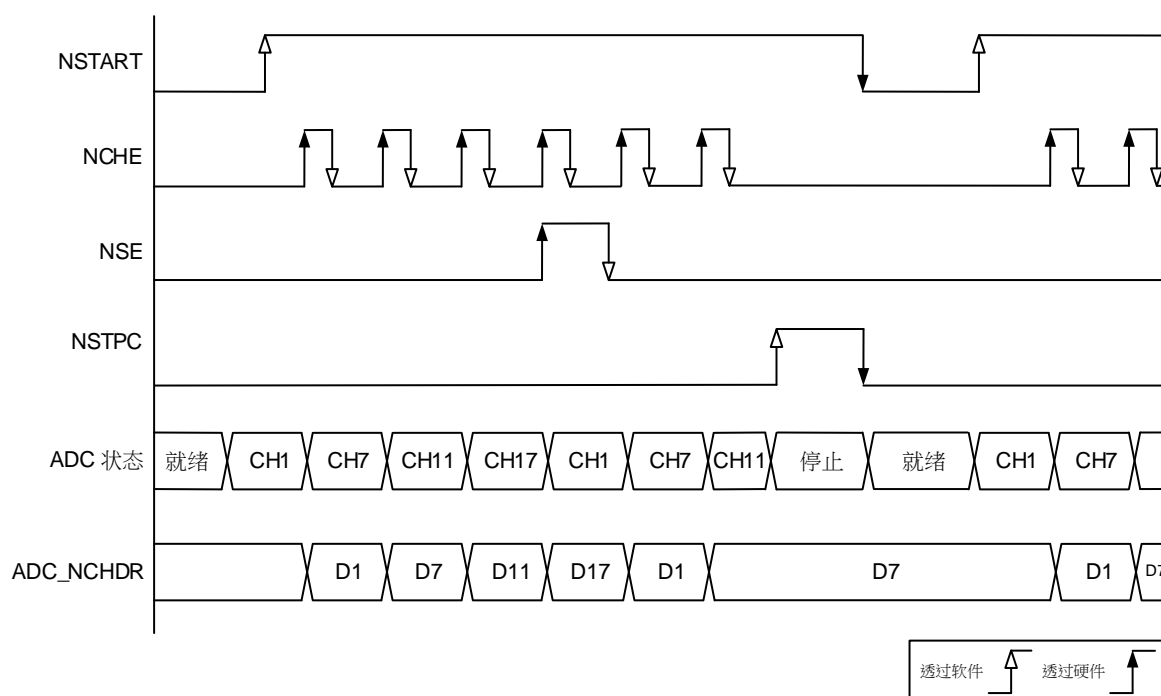 NSTART
NCHE
NSE
NSTPC
ADC 状态 就绪 CH1 CH7 CH11 CH17 CH1 CH7 CH11 停止 就绪 CH1 CH7
ADC_NCHDR D1 D7 D11 D17 D1 D7 D1 D7
透过软件 透过硬件